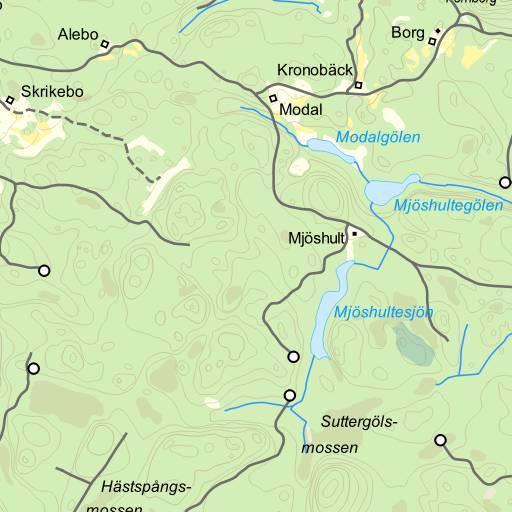 Alebo
Borg
Kronobäck
Skrikebo
Modal
Modalgölen
Mjöshultegölen
Mjöshult
Mjöshultesjön
Suttergöls-
mossen
Hästspångs-
mossen